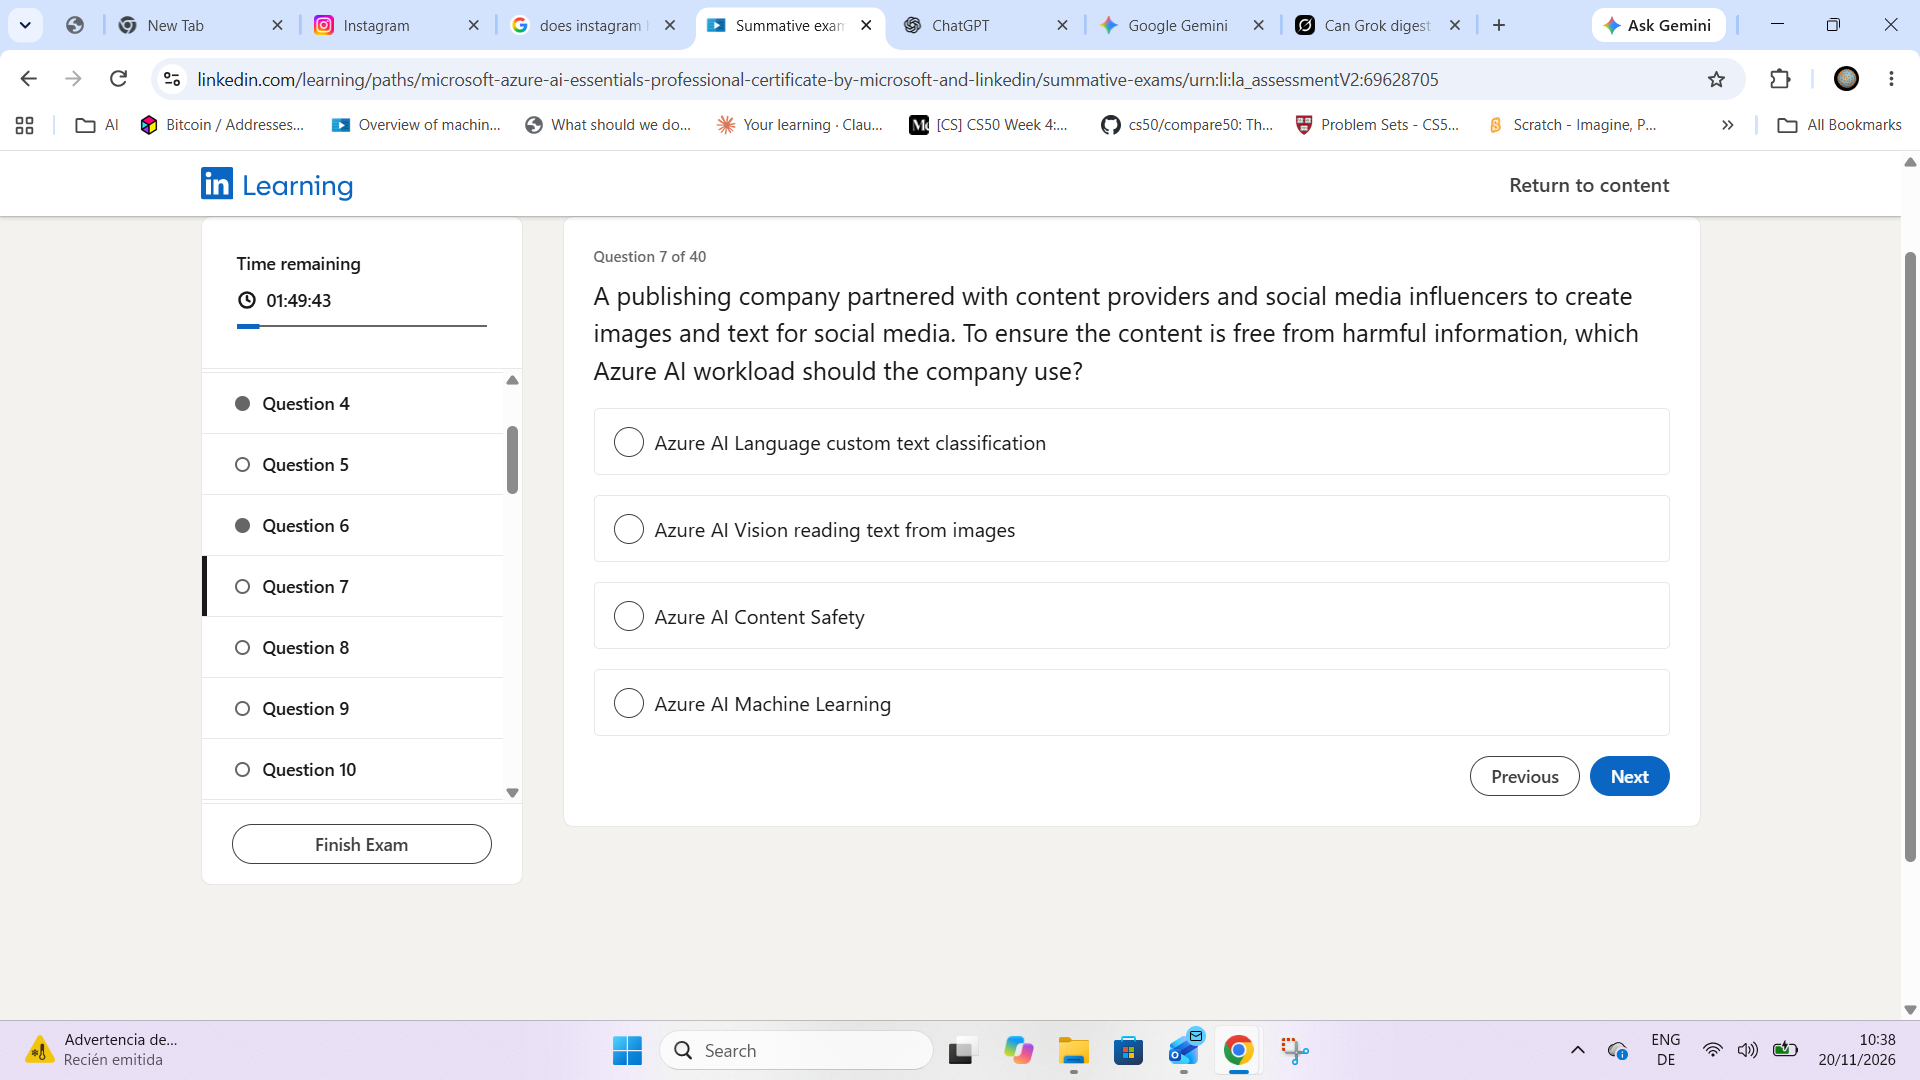 New Tab
Instagram
does instagram
Summative exam
ChatGPT
Google Gemini
Can Grok digest
Ask Gemini
linkedin.com/learning/paths/microsoft-azure-ai-essentials-professional-certificate-by-microsoft-and-linkedin/summative-exams/urn:li:la_assessmentV2:69628705
AI
Bitcoin / Addresses...
Overview of machin...
What should we do...
Your learning · Clau...
[CS] CS50 Week 4:...
cs50/compare50: Th...
Problem Sets - CS5...
Scratch - Imagine, P...
All Bookmarks
in Learning
Return to content
Time remaining
01:49:43
Question 4
Question 5
Question 6
Question 7
Question 8
Question 9
Question 10
Finish Exam
Question 7 of 40
A publishing company partnered with content providers and social media influencers to create
images and text for social media. To ensure the content is free from harmful information, which
Azure AI workload should the company use?
Azure AI Language custom text classification
Azure AI Vision reading text from images
Azure AI Content Safety
Azure AI Machine Learning
Previous
Next
Advertencia de...
Recién emitida
Search
ENG
DE
10:38
20/11/2026